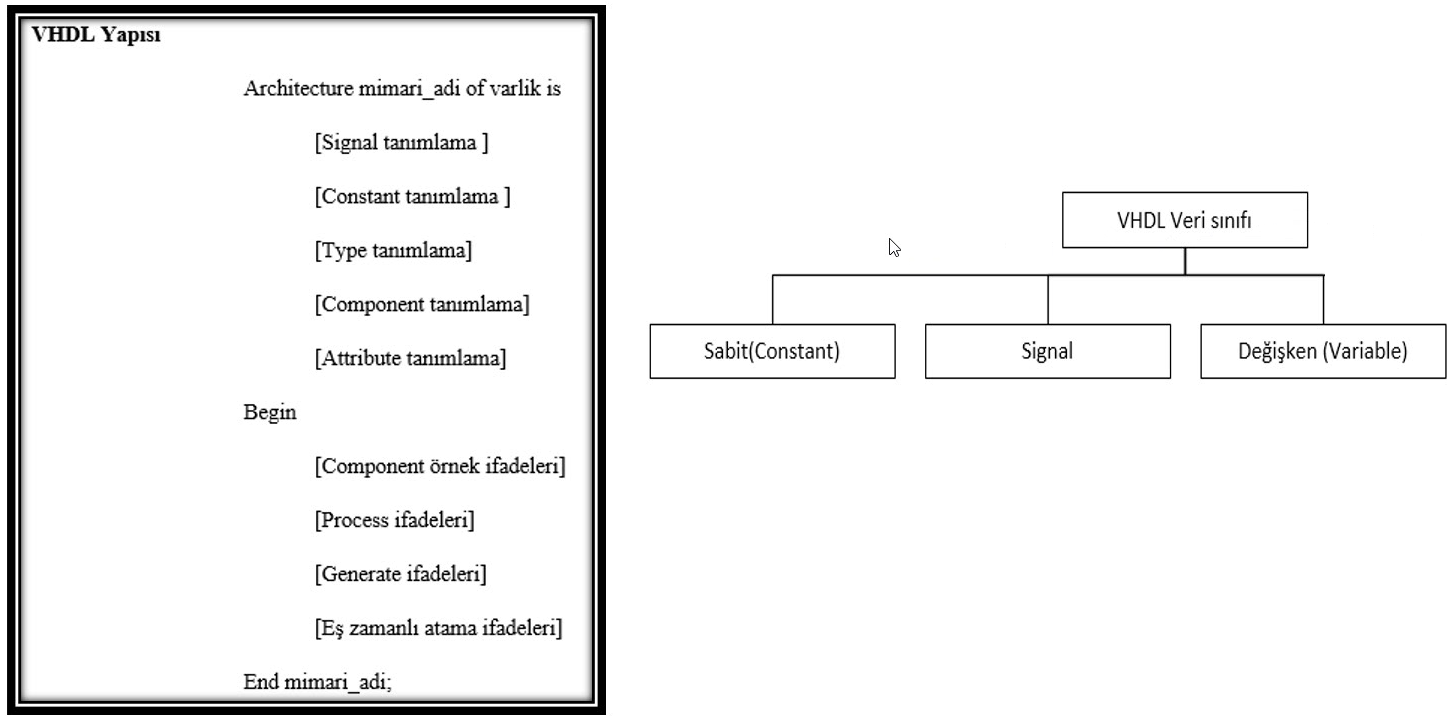 VHDL Yapısı
Architecture mimari_adi of varlik is
[Signal tanımlama ]
[Constant tanımlama ]
[Type tanımlama]
[Component tanımlama]
[Attribute tanımlama]
Begin
[Component örnek ifadeleri]
[Process ifadeleri]
[Generate ifadeleri]
[Eş zamanlı atama ifadeleri]
End mimari_adi;
VHDL Veri sınıfı
Sabit(Constant)
Signal
Değişken (Variable)